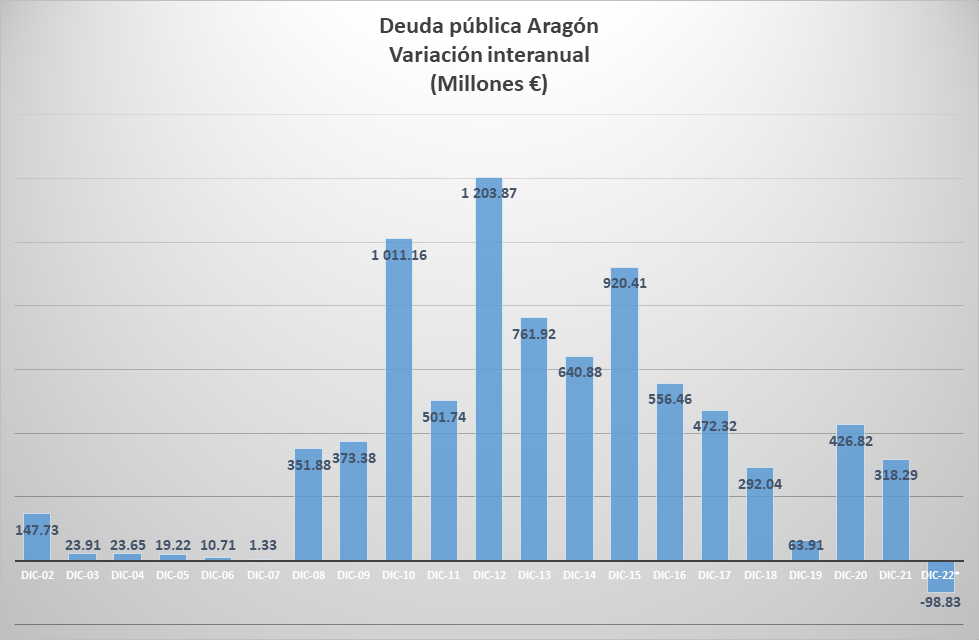 Deuda pública Aragón
Variación interanual
(Millones €)
1 203.87
1 011.16
920.41
761.92
640.88
556.46
501.74
472.32
426.82
351.88
373.38
292.04
318.29
147.73
23.91
23.65
19.22
10.71
1.33
63.91
DIC-02
DIC-03
DIC-04
DIC-05
DIC-06
DIC-07
DIC-08
DIC-09
DIC-10
DIC-11
DIC-12
DIC-13
DIC-14
DIC-15
DIC-16
DIC-17
DIC-18
DIC-19
DIC-20
DIC-21
DIC-22*
-98.83